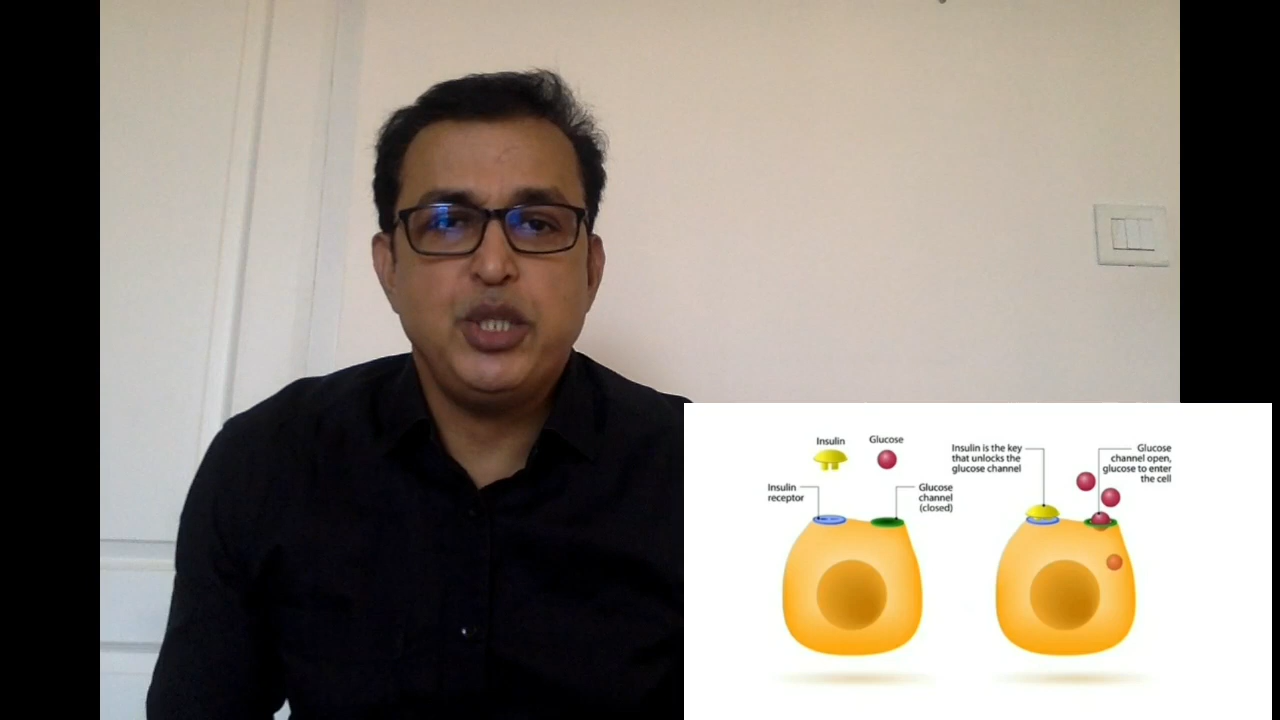 Insulin
Glucose
Insulin
receptor
Glucose
channel
(closed)
Insulin is the key
that unlocks the
glucose channel
Glucose
channel open,
glucose to enter
the cell